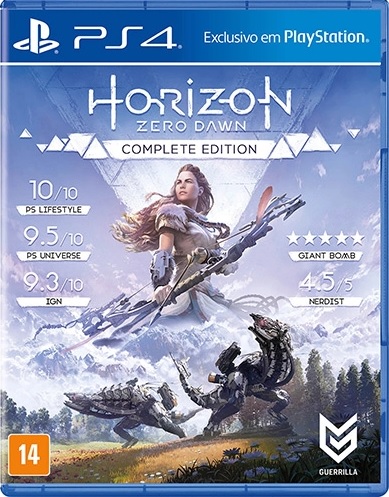 PS4
Exclusivo em PlayStation®
HORIZON
ZERO DAWN
COMPLETE EDITION
10/10
PS LIFESTYLE
9.5/10
PS UNIVERSE
9.3/10
IGN
★★★★★
GIANT BOMB
4.5/5
NERDIST
14
GUERRILLA